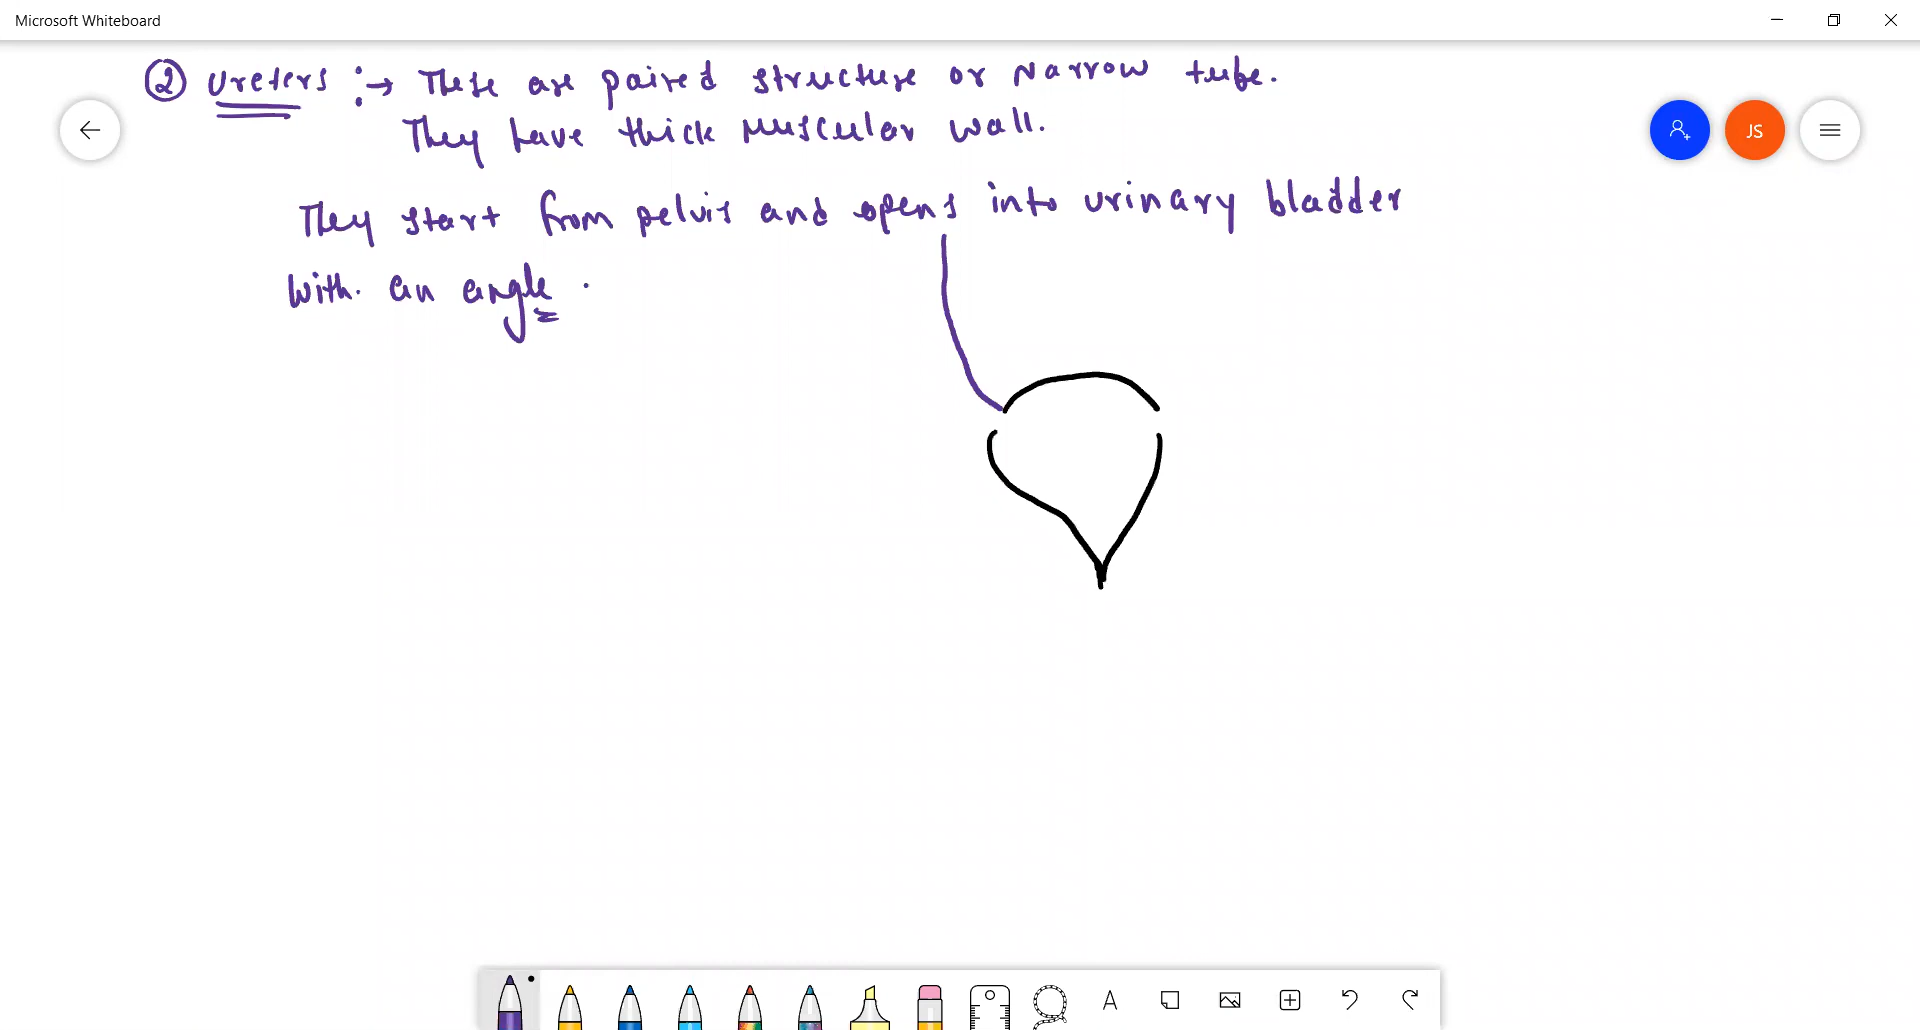 Microsoft Whiteboard
② Ureters :→ These are paired structure or Narrow tube.
They have thick Muscular wall.
JS
They start from pelvis and opens into urinary bladder
with. an angle .
A